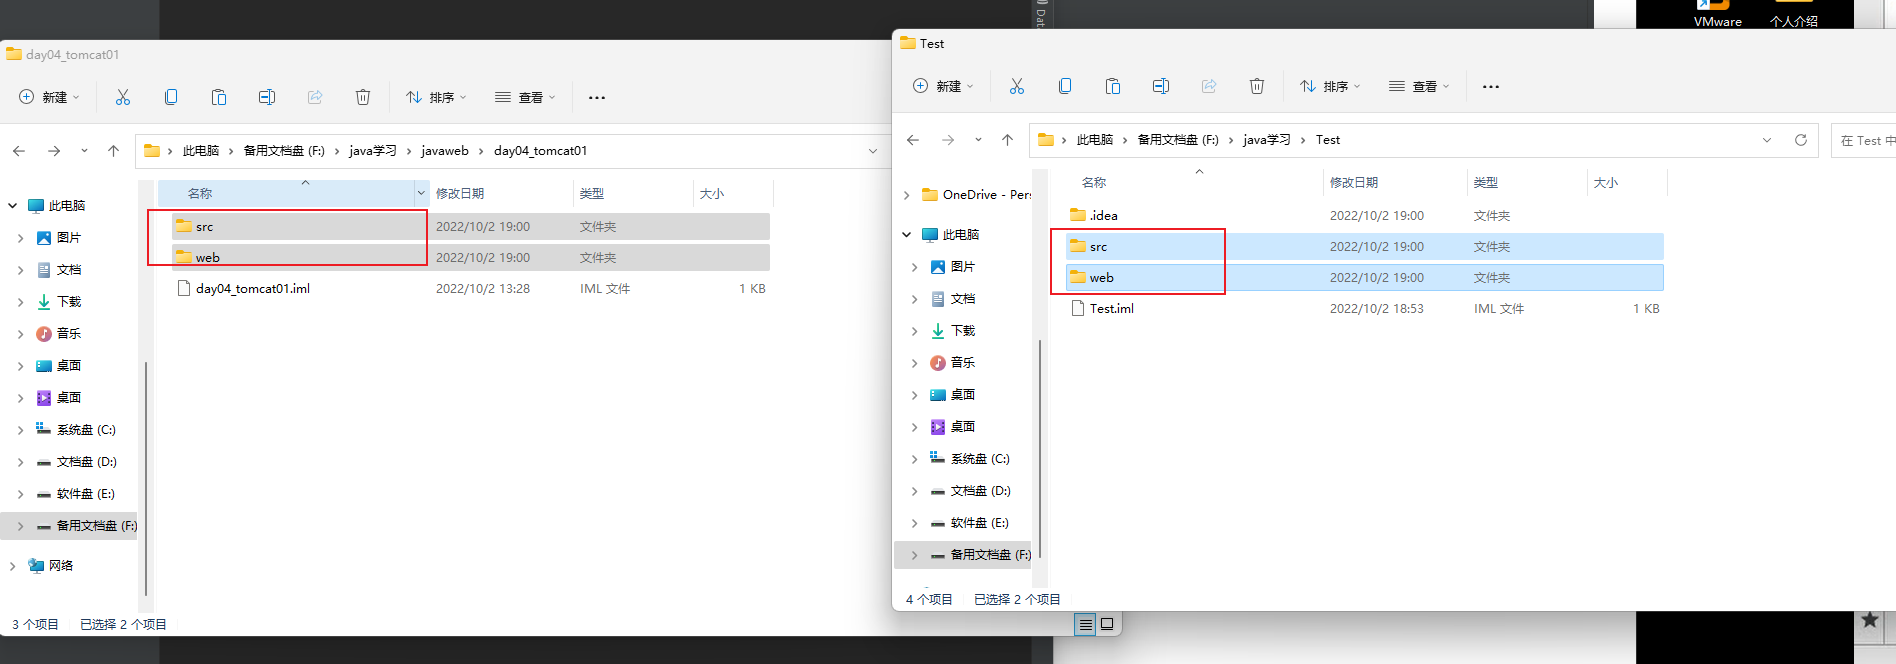 Dat
VMware
个人介绍
day04_tomcat01
新建
排序
查看
此电脑
备用文档盘 (F:)
java学习
javaweb
day04_tomcat01
名称
修改日期
类型
大小
此电脑
图片
文档
下载
音乐
桌面
桌面
系统盘 (C:)
文档盘 (D:)
软件盘 (E:)
备用文档盘 (F:)
网络
src 2022/10/2 19:00 文件夹
web 2022/10/2 19:00 文件夹
day04_tomcat01.iml 2022/10/2 13:28 IML 文件 1 KB
3 个项目 已选择 2 个项目
Test
新建
排序
查看
此电脑
备用文档盘 (F:)
java学习
Test
在 Test 中
名称
修改日期
类型
大小
OneDrive - Pers
此电脑
图片
文档
下载
音乐
桌面
桌面
系统盘 (C:)
文档盘 (D:)
软件盘 (E:)
备用文档盘 (F:)
.idea 2022/10/2 19:00 文件夹
src 2022/10/2 19:00 文件夹
web 2022/10/2 19:00 文件夹
Test.iml 2022/10/2 18:53 IML 文件 1 KB
4 个项目 已选择 2 个项目